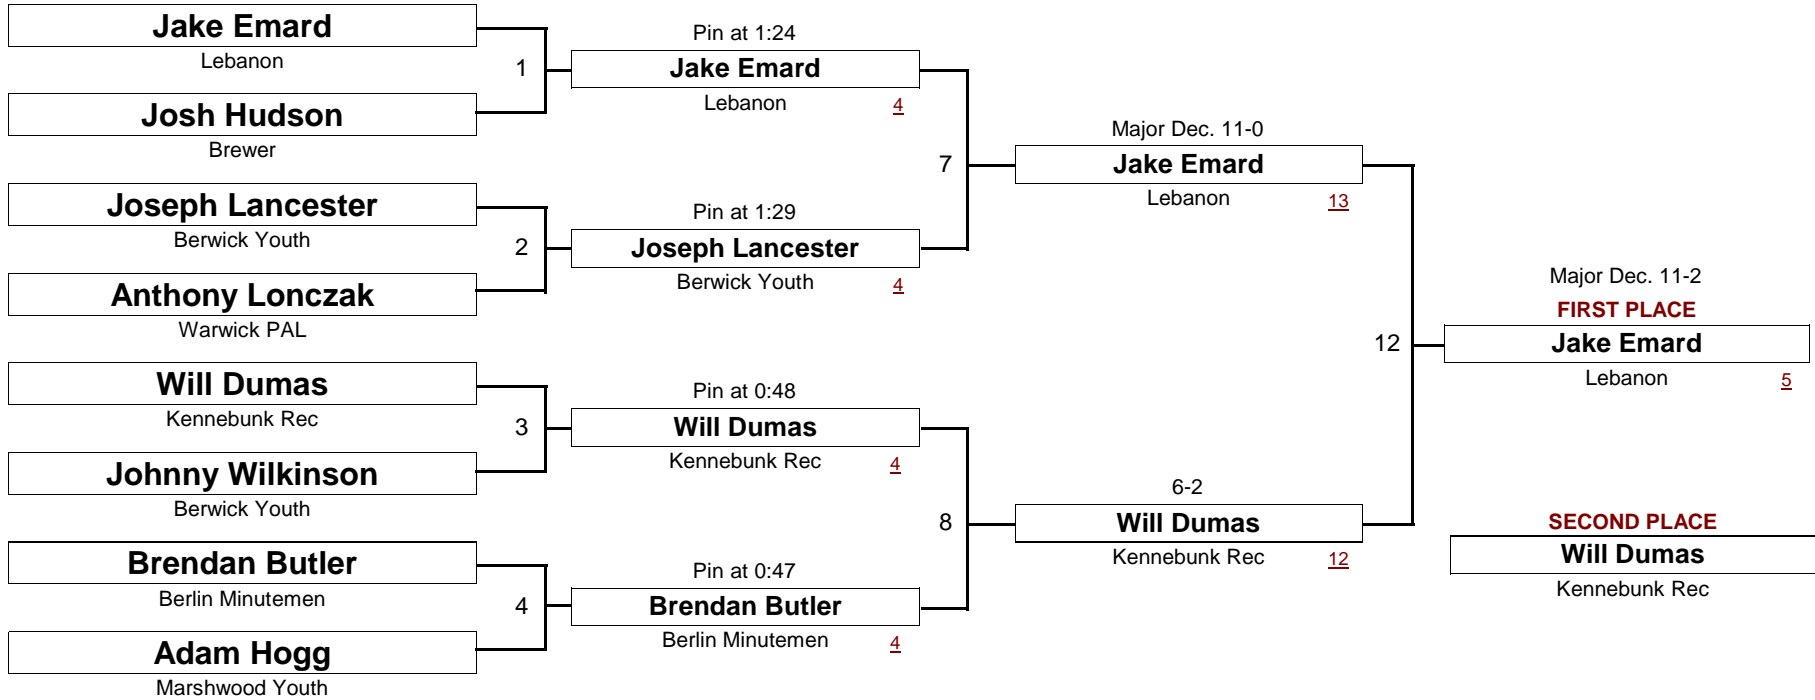 Jake Emard
Lebanon
1
Josh Hudson
Brewer
Joseph Lancester
Berwick Youth
2
Anthony Lonczak
Warwick PAL
Will Dumas
Kennebunk Rec
3
Johnny Wilkinson
Berwick Youth
Brendan Butler
Berlin Minutemen
4
Adam Hogg
Marshwood Youth
Pin at 1:24
Jake Emard
Lebanon 4
7
Pin at 1:29
Joseph Lancester
Berwick Youth 4
Pin at 0:48
Will Dumas
Kennebunk Rec 4
8
Pin at 0:47
Brendan Butler
Berlin Minutemen 4
Major Dec. 11-0
Jake Emard
Lebanon 13
12
6-2
Will Dumas
Kennebunk Rec 12
Major Dec. 11-2
FIRST PLACE
Jake Emard
Lebanon 5
SECOND PLACE
Will Dumas
Kennebunk Rec